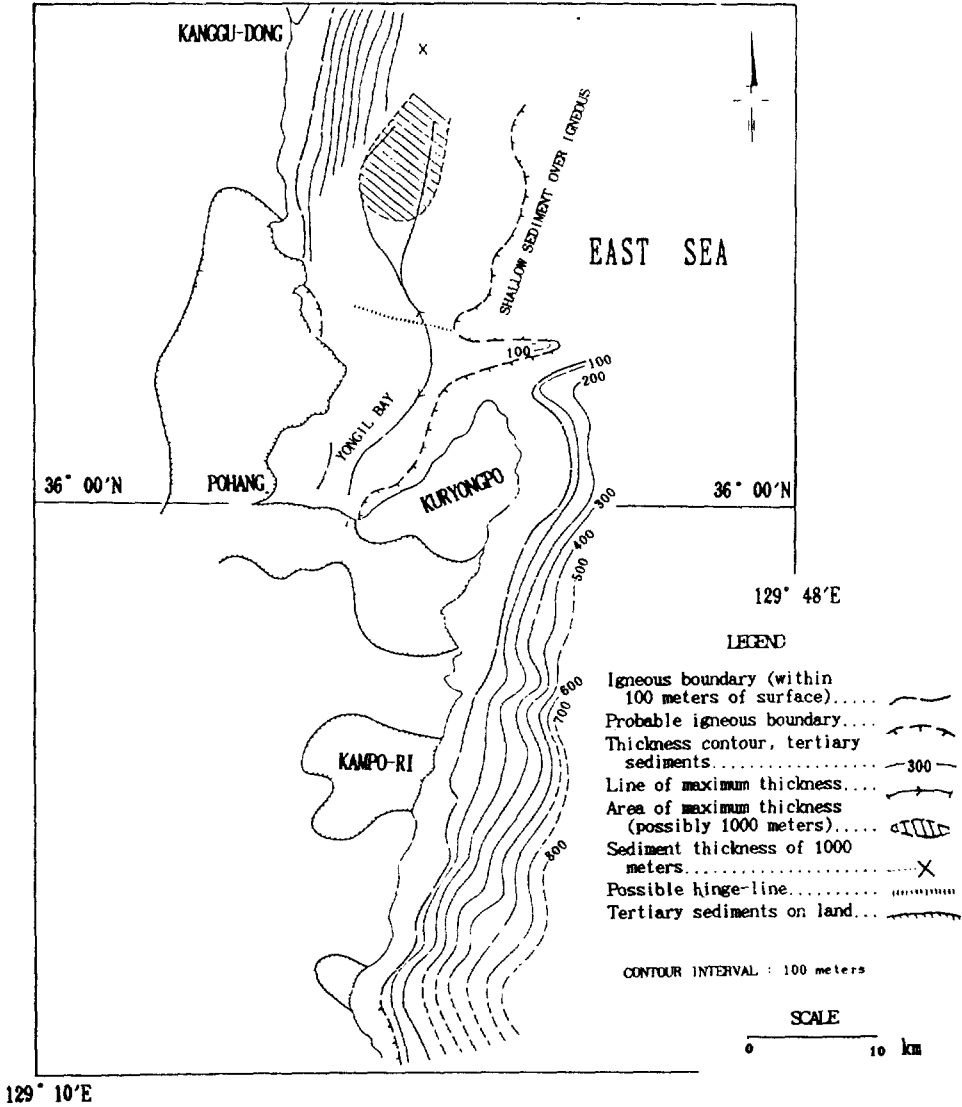 KANGGU-DONG
X
N
SHALLOW SEDIMENT OVER IGNEOUS
EAST SEA
100
100
200
YONGIL BAY
36° 00'N
POHANG
KURYONGPO
36° 00'N
300
400
500
129° 48'E
LEGEND
Igneous boundary (within
100 meters of surface).....
Probable igneous boundary....
Thickness contour, tertiary
sediments................ 300
Line of maximum thickness....
Area of maximum thickness
(possibly 1000 meters).....
Sediment thickness of 1000
meters................... X
Possible hinge-line..........
Tertiary sediments on land...
600
700
KAMPO-RI
800
CONTOUR INTERVAL : 100 meters
SCALE
0 10 km
129° 10'E